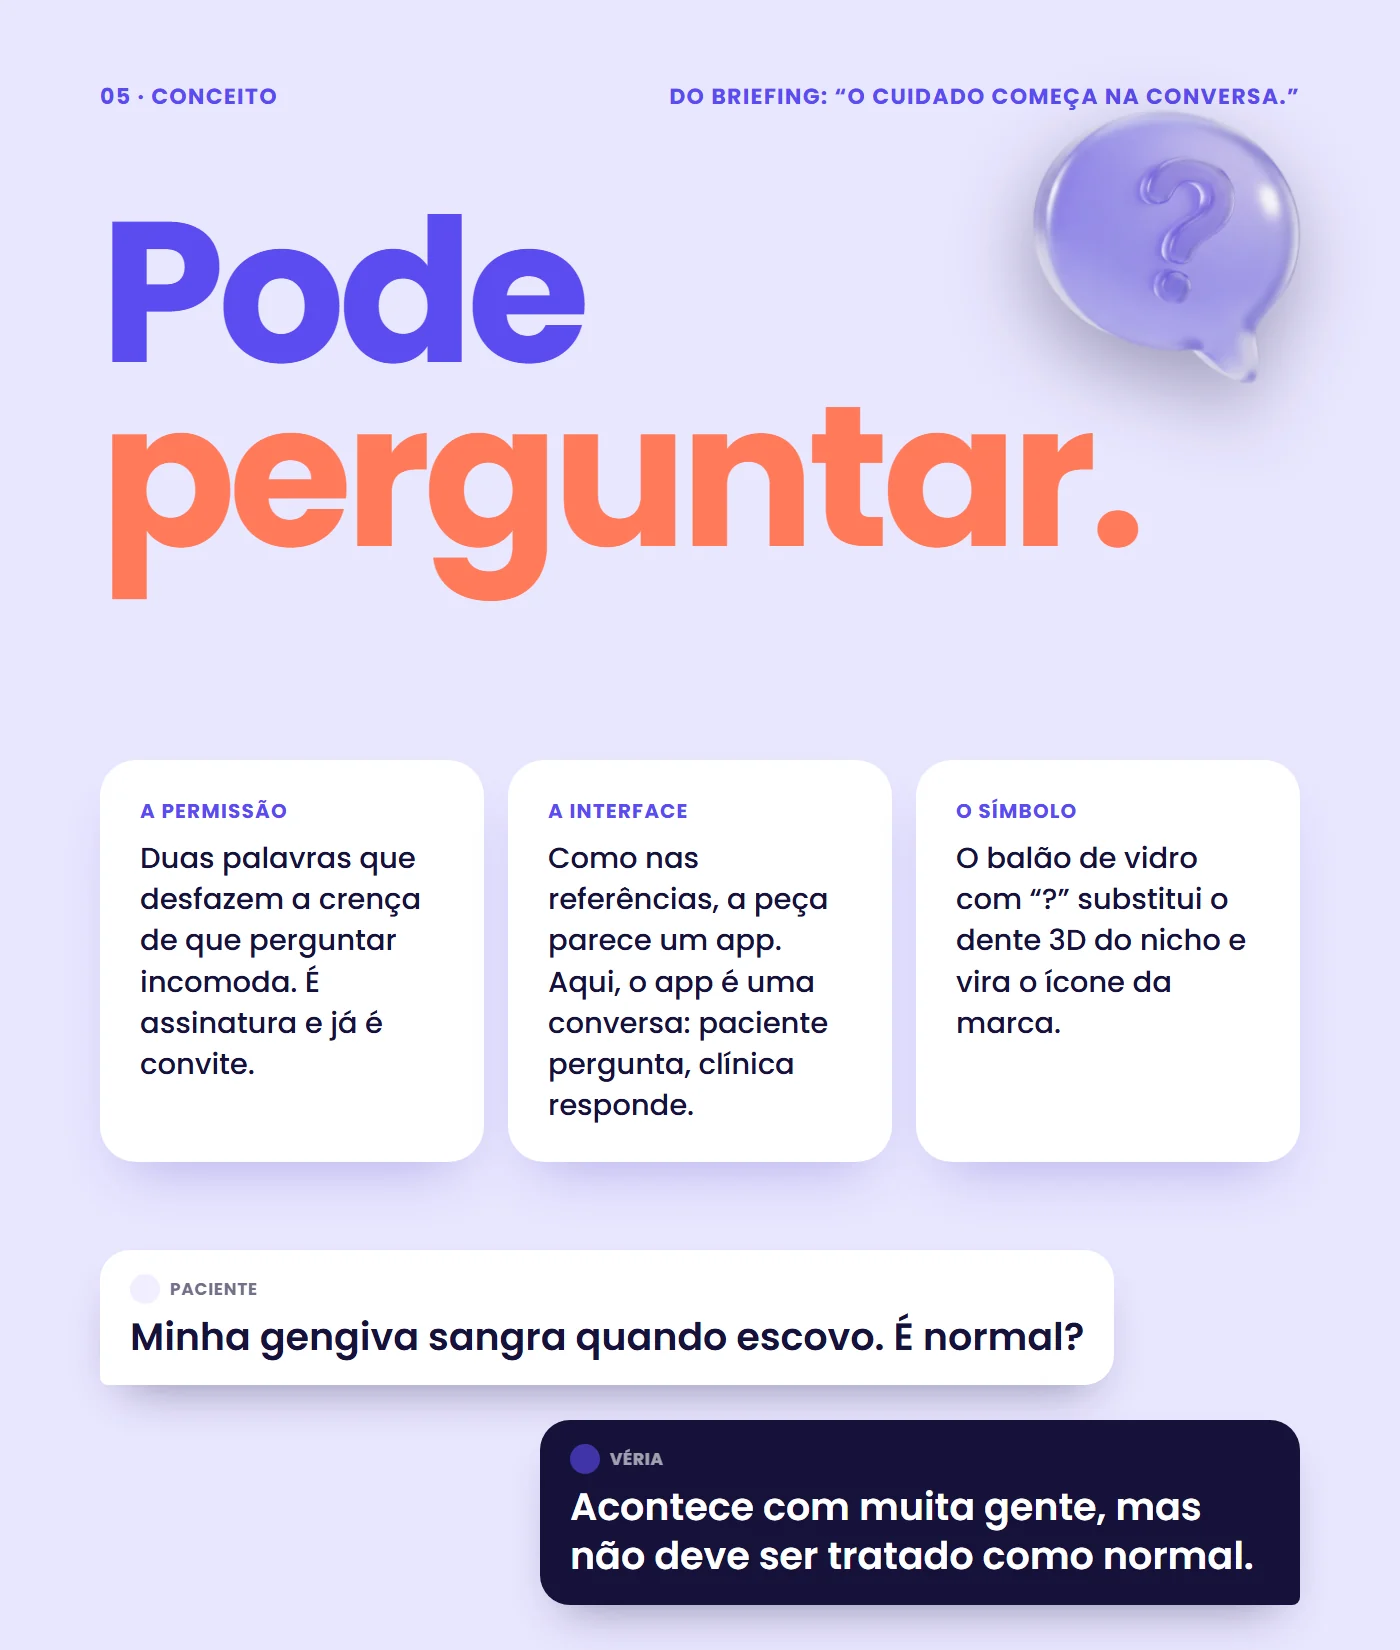 05 · CONCEITO
DO BRIEFING: “O CUIDADO COMEÇA NA CONVERSA.”
?
Pode
perguntar.
A PERMISSÃO
Duas palavras que
desfazem a crença
de que perguntar
incomoda. É
assinatura e já é
convite.
A INTERFACE
Como nas
referências, a peça
parece um app.
Aqui, o app é uma
conversa: paciente
pergunta, clínica
responde.
O SÍMBOLO
O balão de vidro
com “?” substitui o
dente 3D do nicho e
vira o ícone da
marca.
PACIENTE
Minha gengiva sangra quando escovo. É normal?
VÉRIA
Acontece com muita gente, mas
não deve ser tratado como normal.